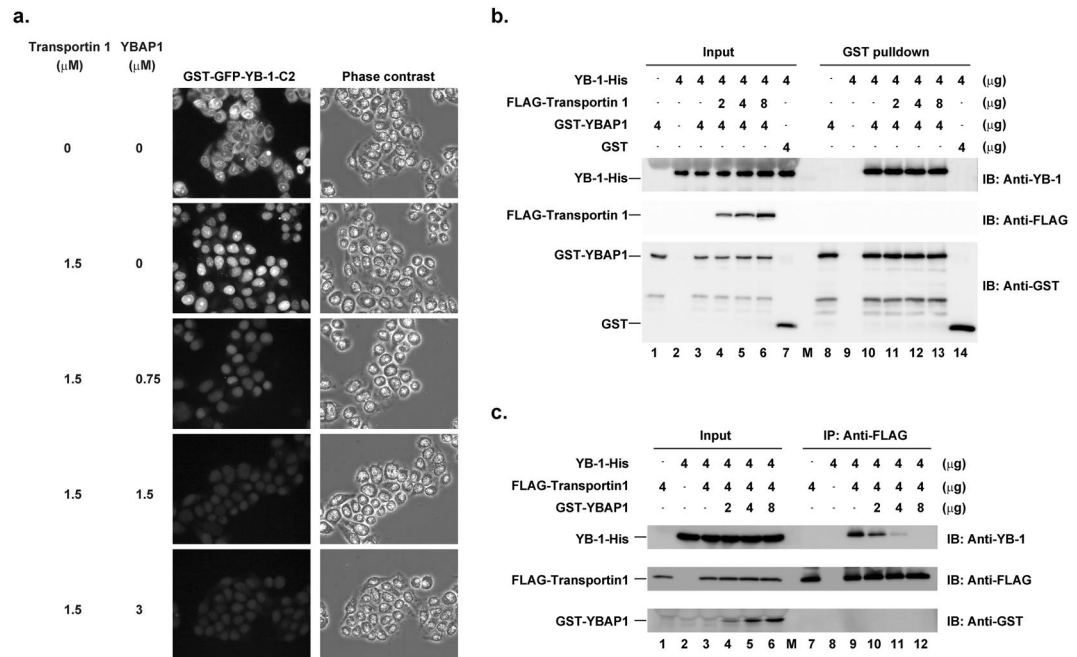 a.
Transportin 1 YBAP1
(μM) (μM)
GST-GFP-YB-1-C2 Phase contrast
0 0
1.5 0
1.5 0.75
1.5 1.5
1.5 3
b.
Input GST pulldown
YB-1-His - 4 4 4 4 4 4 - 4 4 4 4 4 4 (μg)
FLAG-Transportin 1 - - - 2 4 8 - - - - 2 4 8 - (μg)
GST-YBAP1 4 - 4 4 4 4 - 4 - 4 4 4 4 - (μg)
GST - - - - - - 4 - - - - - - 4 (μg)
YB-1-His IB: Anti-YB-1
FLAG-Transportin 1 IB: Anti-FLAG
GST-YBAP1
IB: Anti-GST
GST
1 2 3 4 5 6 7 M 8 9 10 11 12 13 14
c.
Input IP: Anti-FLAG
YB-1-His - 4 4 4 4 4 - 4 4 4 4 4 (μg)
FLAG-Transportin1 4 - 4 4 4 4 4 - 4 4 4 4 (μg)
GST-YBAP1 - - - 2 4 8 - - - 2 4 8 (μg)
YB-1-His IB: Anti-YB-1
FLAG-Transportin1 IB: Anti-FLAG
GST-YBAP1 IB: Anti-GST
1 2 3 4 5 6 M 7 8 9 10 11 12